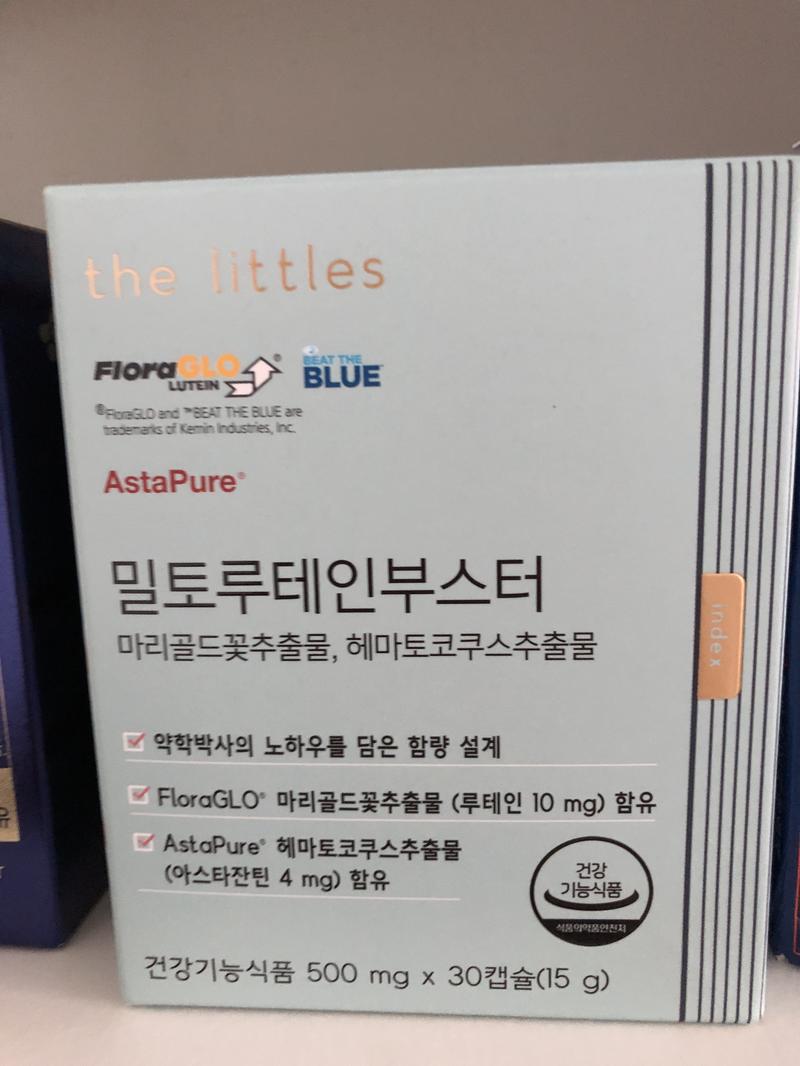 the littles
FloraGLO®
LUTEIN
BEAT THE
BLUE™
®FloraGLO and ™BEAT THE BLUE are
trademarks of Kemin Industries, Inc.
AstaPure®
밀토루테인부스터
마리골드꽃추출물, 헤마토코쿠스추출물
index
약학박사의 노하우를 담은 함량 설계
FloraGLO® 마리골드꽃추출물 (루테인 10 mg) 함유
AstaPure® 헤마토코쿠스추출물
(아스타잔틴 4 mg) 함유
건강
기능식품
식품의약품안전처
건강기능식품 500 mg x 30캡슐(15 g)